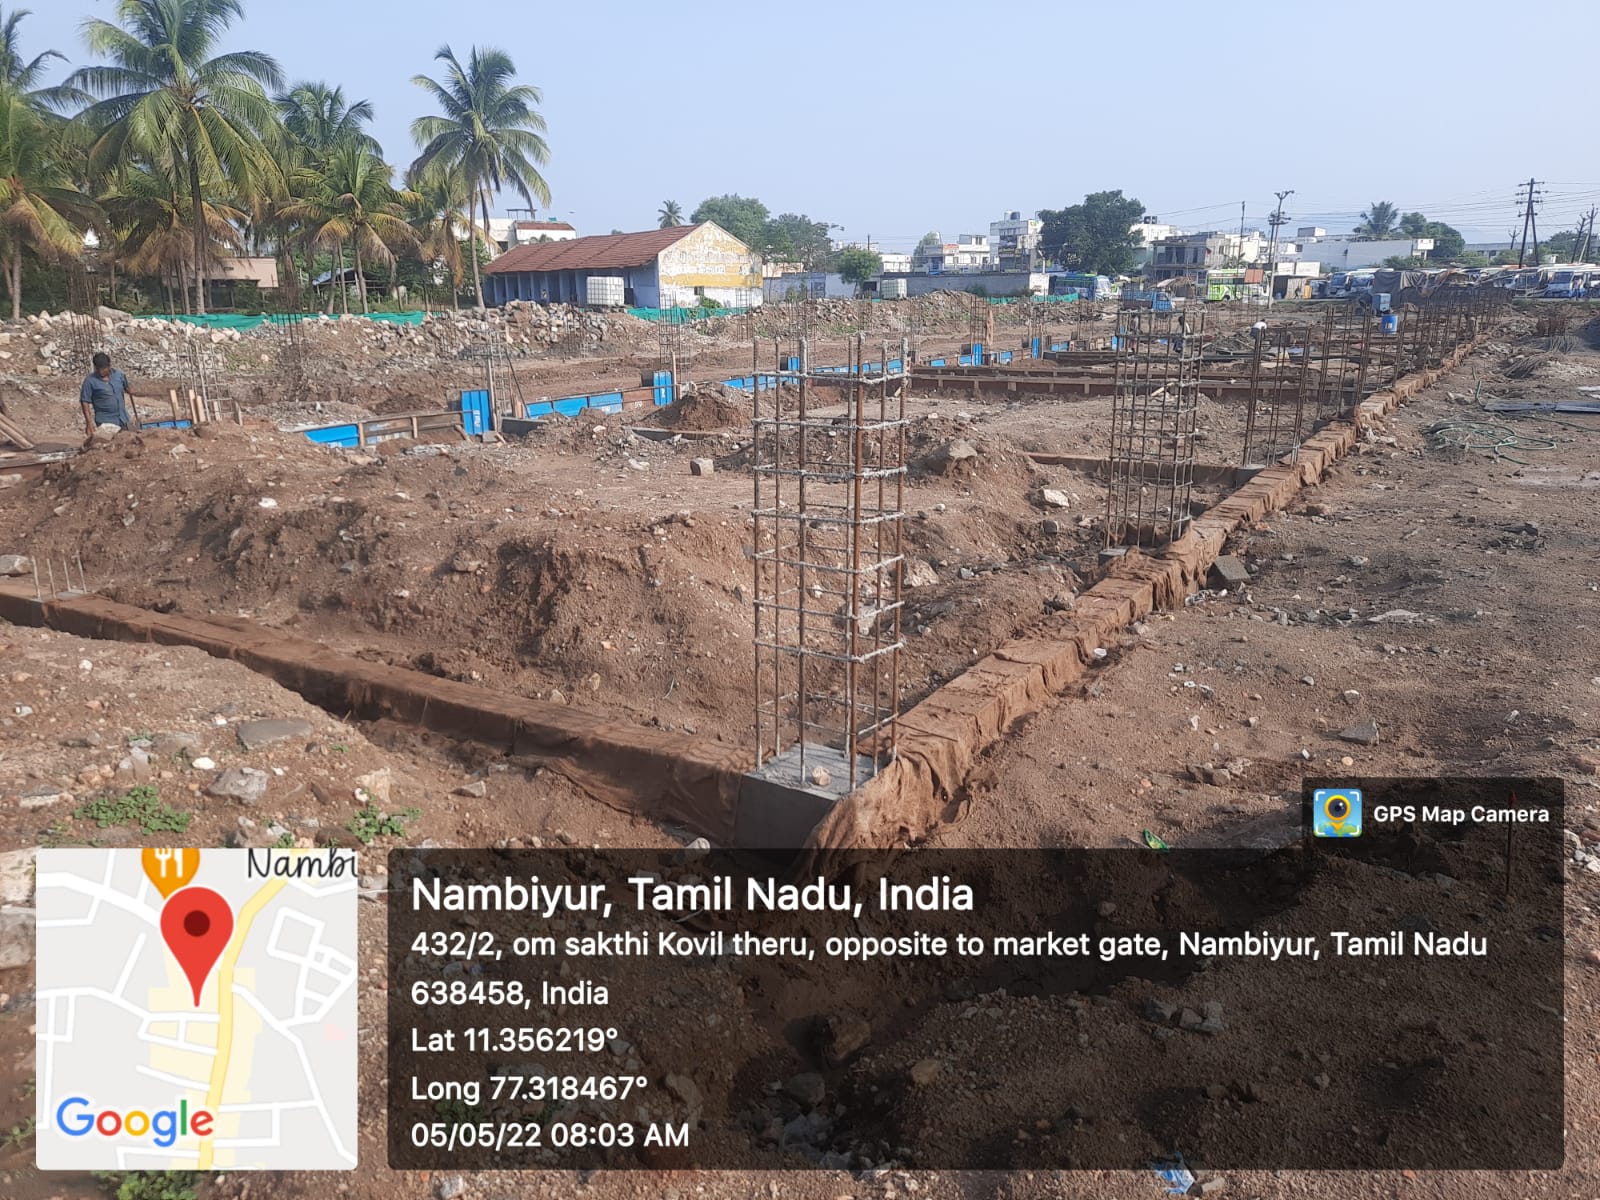 GPS Map Camera
Nambi
Google
Nambiyur, Tamil Nadu, India
432/2, om sakthi Kovil theru, opposite to market gate, Nambiyur, Tamil Nadu
638458, India
Lat 11.356219°
Long 77.318467°
05/05/22 08:03 AM